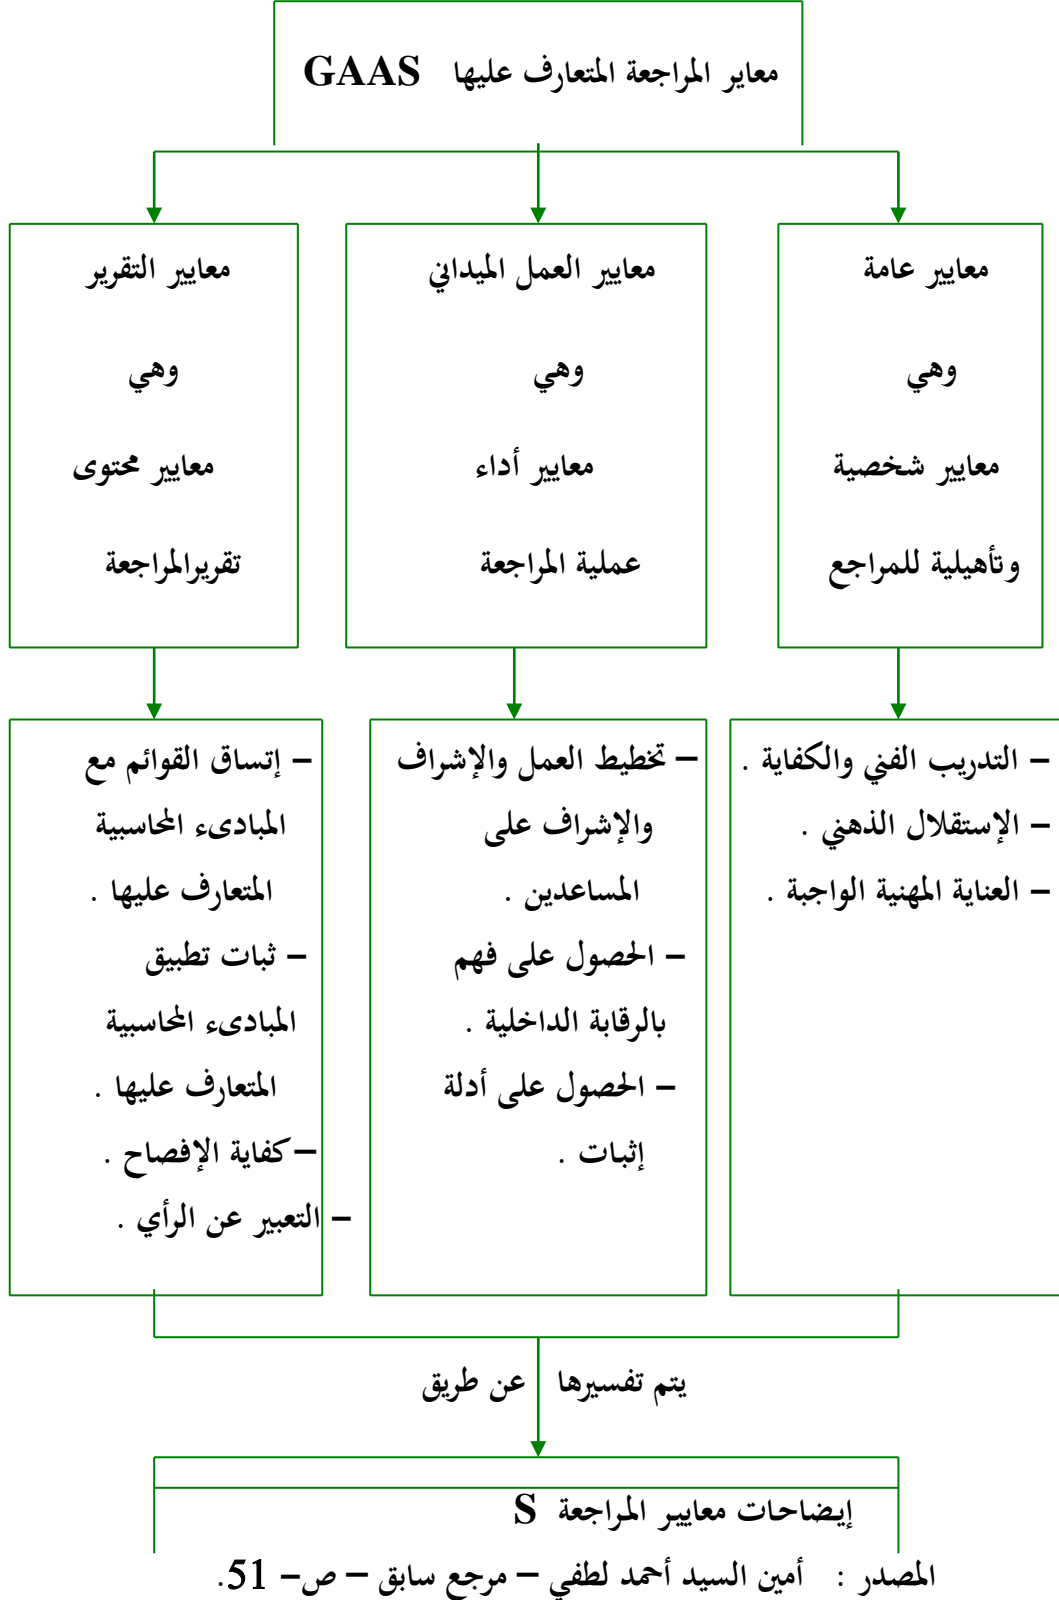 معاير المراجعة المتعارف عليها GAAS
معايير عامة
وهي
معايير شخصية
وتأهيلية للمراجع
معايير العمل الميداني
وهي
معايير أداء
عملية المراجعة
معايير التقرير
وهي
معايير محتوى
تقريرالمراجعة
– التدريب الفني والكفاية .
– الإستقلال الذهني .
– العناية المهنية الواجبة .
– تخطيط العمل والإشراف
والإشراف على
المساعدين .
– الحصول على فهم
بالرقابة الداخلية .
– الحصول على أدلة
إثبات .
– إتساق القوائم مع
المبادىء المحاسبية
المتعارف عليها .
– ثبات تطبيق
المبادىء المحاسبية
المتعارف عليها .
–كفاية الإفصاح .
– التعبير عن الرأي .
يتم تفسيرها عن طريق
إيضاحات معايير المراجعة S
المصدر : أمين السيد أحمد لطفي – مرجع سابق – ص– 51.